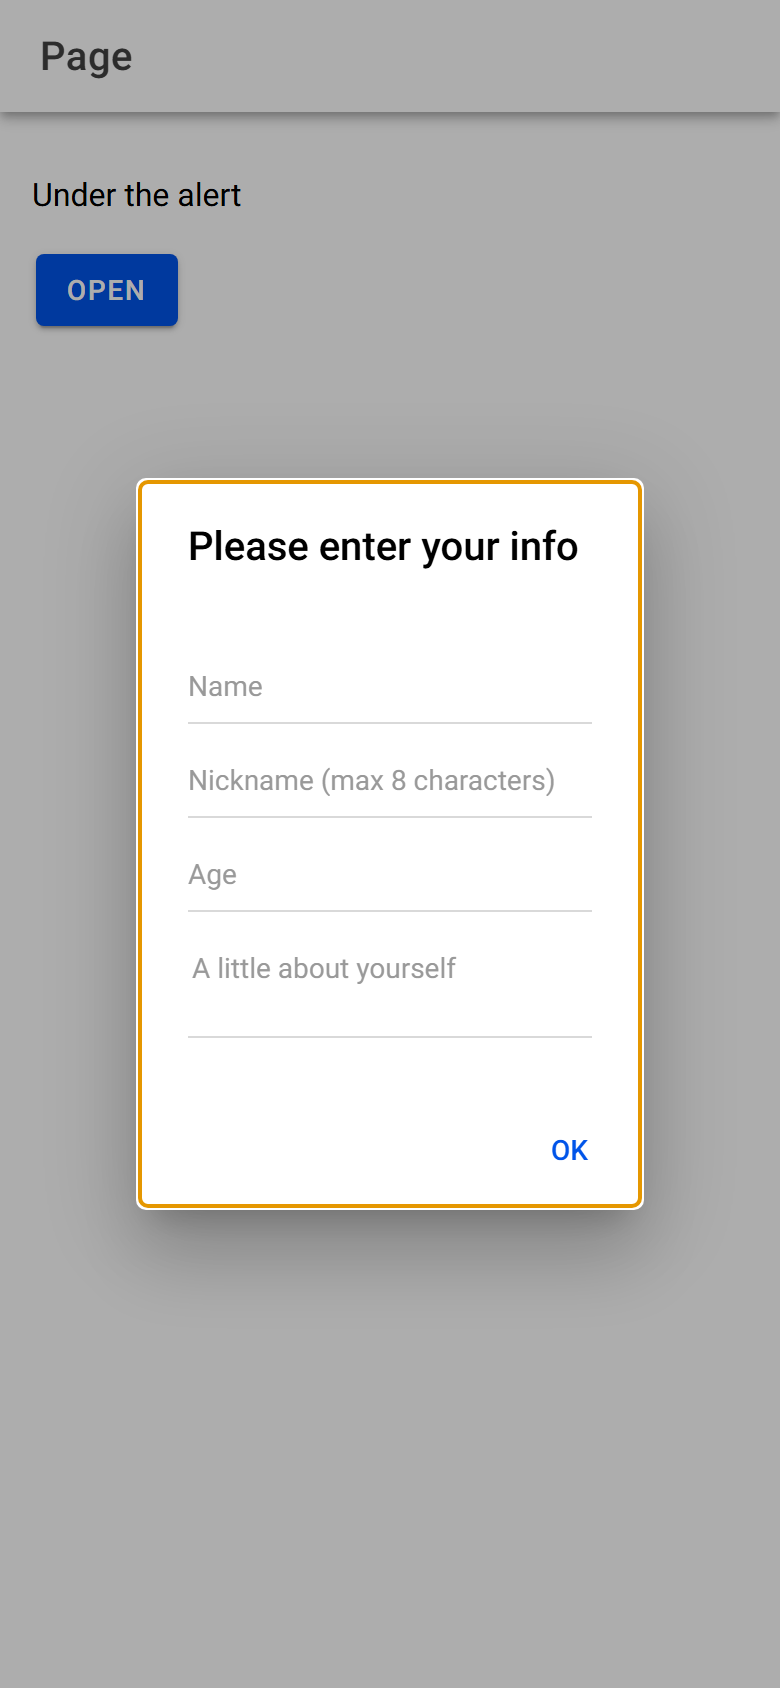 Page
Under the alert
OPEN
Please enter your info
Name
Nickname (max 8 characters)
Age
A little about yourself
OK